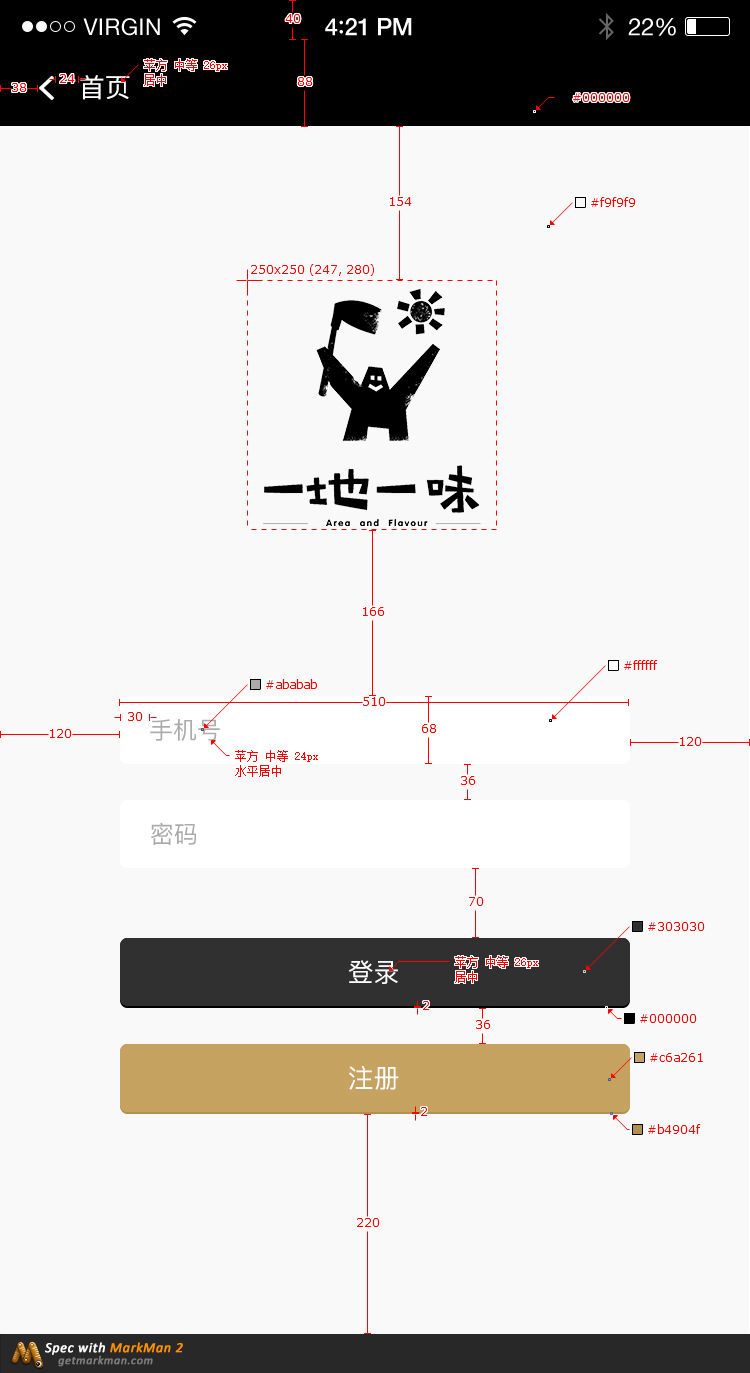 VIRGIN 4:21 PM 22%
40
38 24 首页
苹方 中等 26px
居中
88
#000000
154
#f9f9f9
250x250 (247, 280)
一地一味
Area and Flavour
166
#ffffff
#ababab
510
30
手机号
68
120
120
苹方 中等 24px
水平居中
36
密码
70
#303030
登录
苹方 中等 26px
居中
2
#000000
36
#c6a261
注册
2
#b4904f
220
Spec with MarkMan 2
getmarkman.com